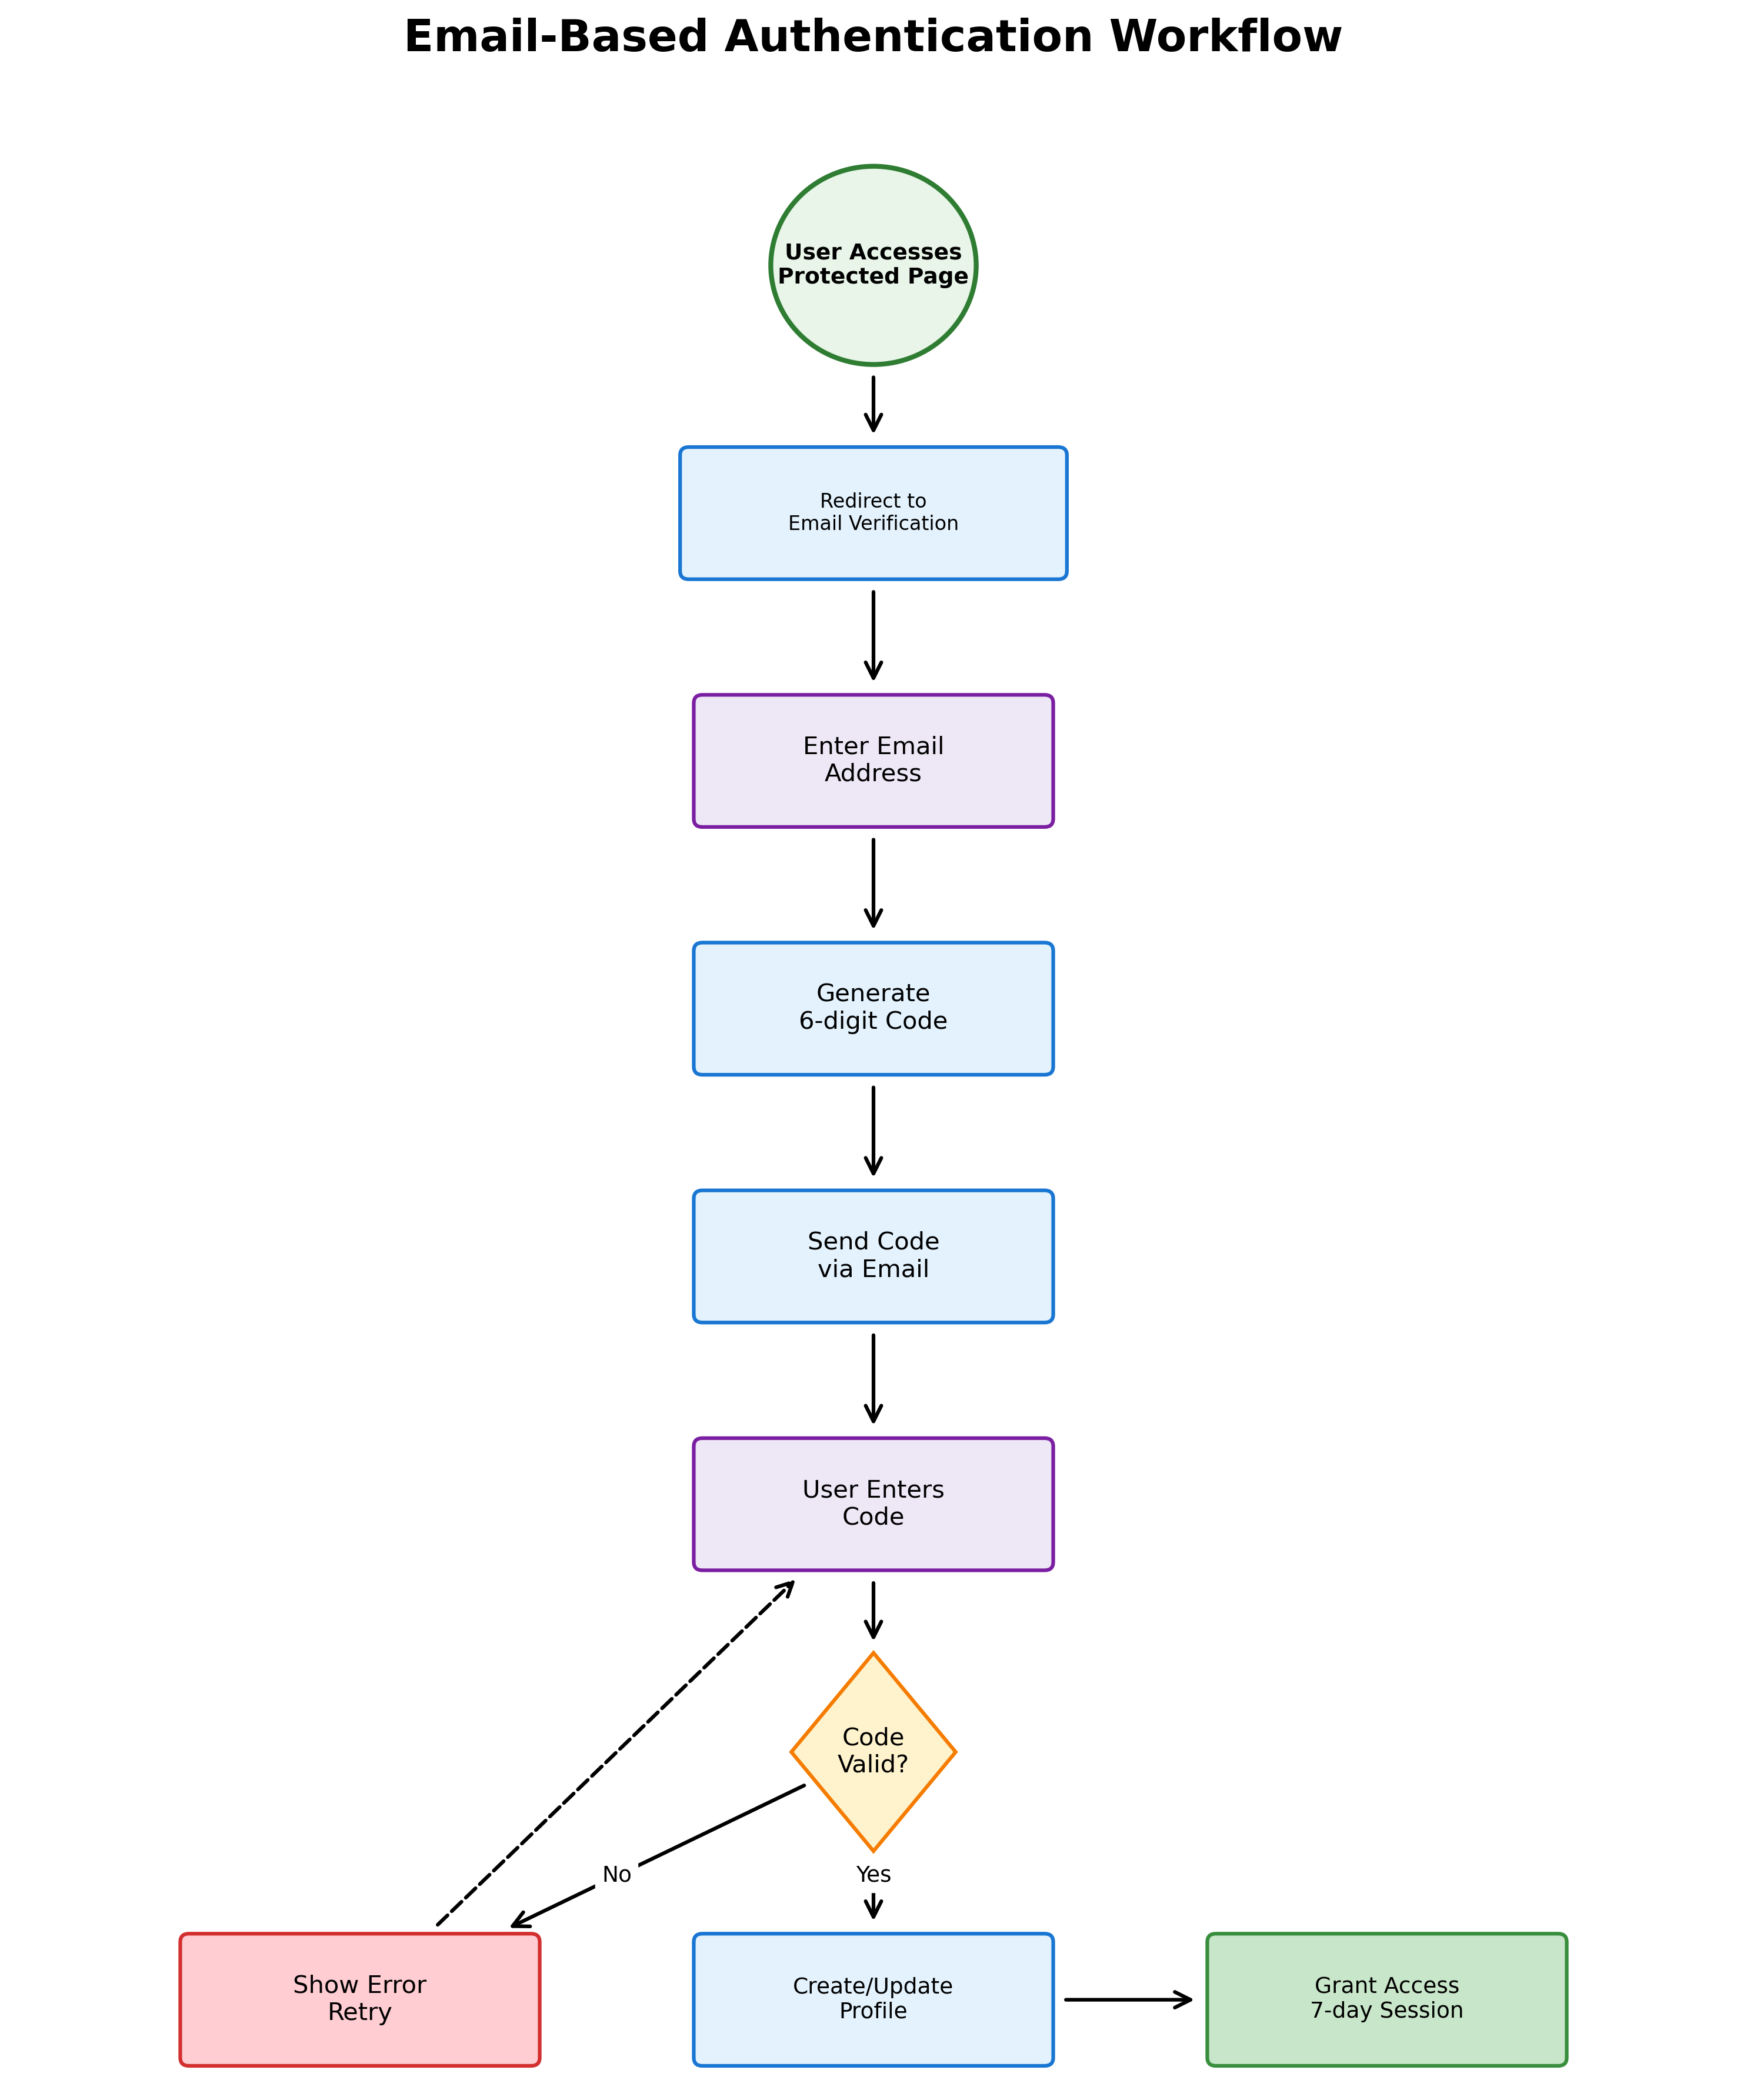 Email-Based Authentication Workflow
User Accesses
Protected Page
Redirect to
Email Verification
Enter Email
Address
Generate
6-digit Code
Send Code
via Email
User Enters
Code
Code
Valid?
No
Yes
Show Error
Retry
Create/Update
Profile
Grant Access
7-day Session